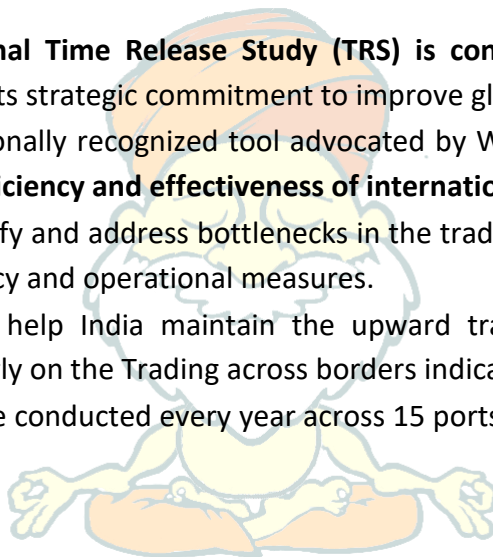 nal Time Release Study (TRS) is con
ts strategic commitment to improve gl
onally recognized tool advocated by W
iciency and effectiveness of internatio
fy and address bottlenecks in the trad
cy and operational measures.
help India maintain the upward tra
ly on the Trading across borders indica
e conducted every year across 15 ports